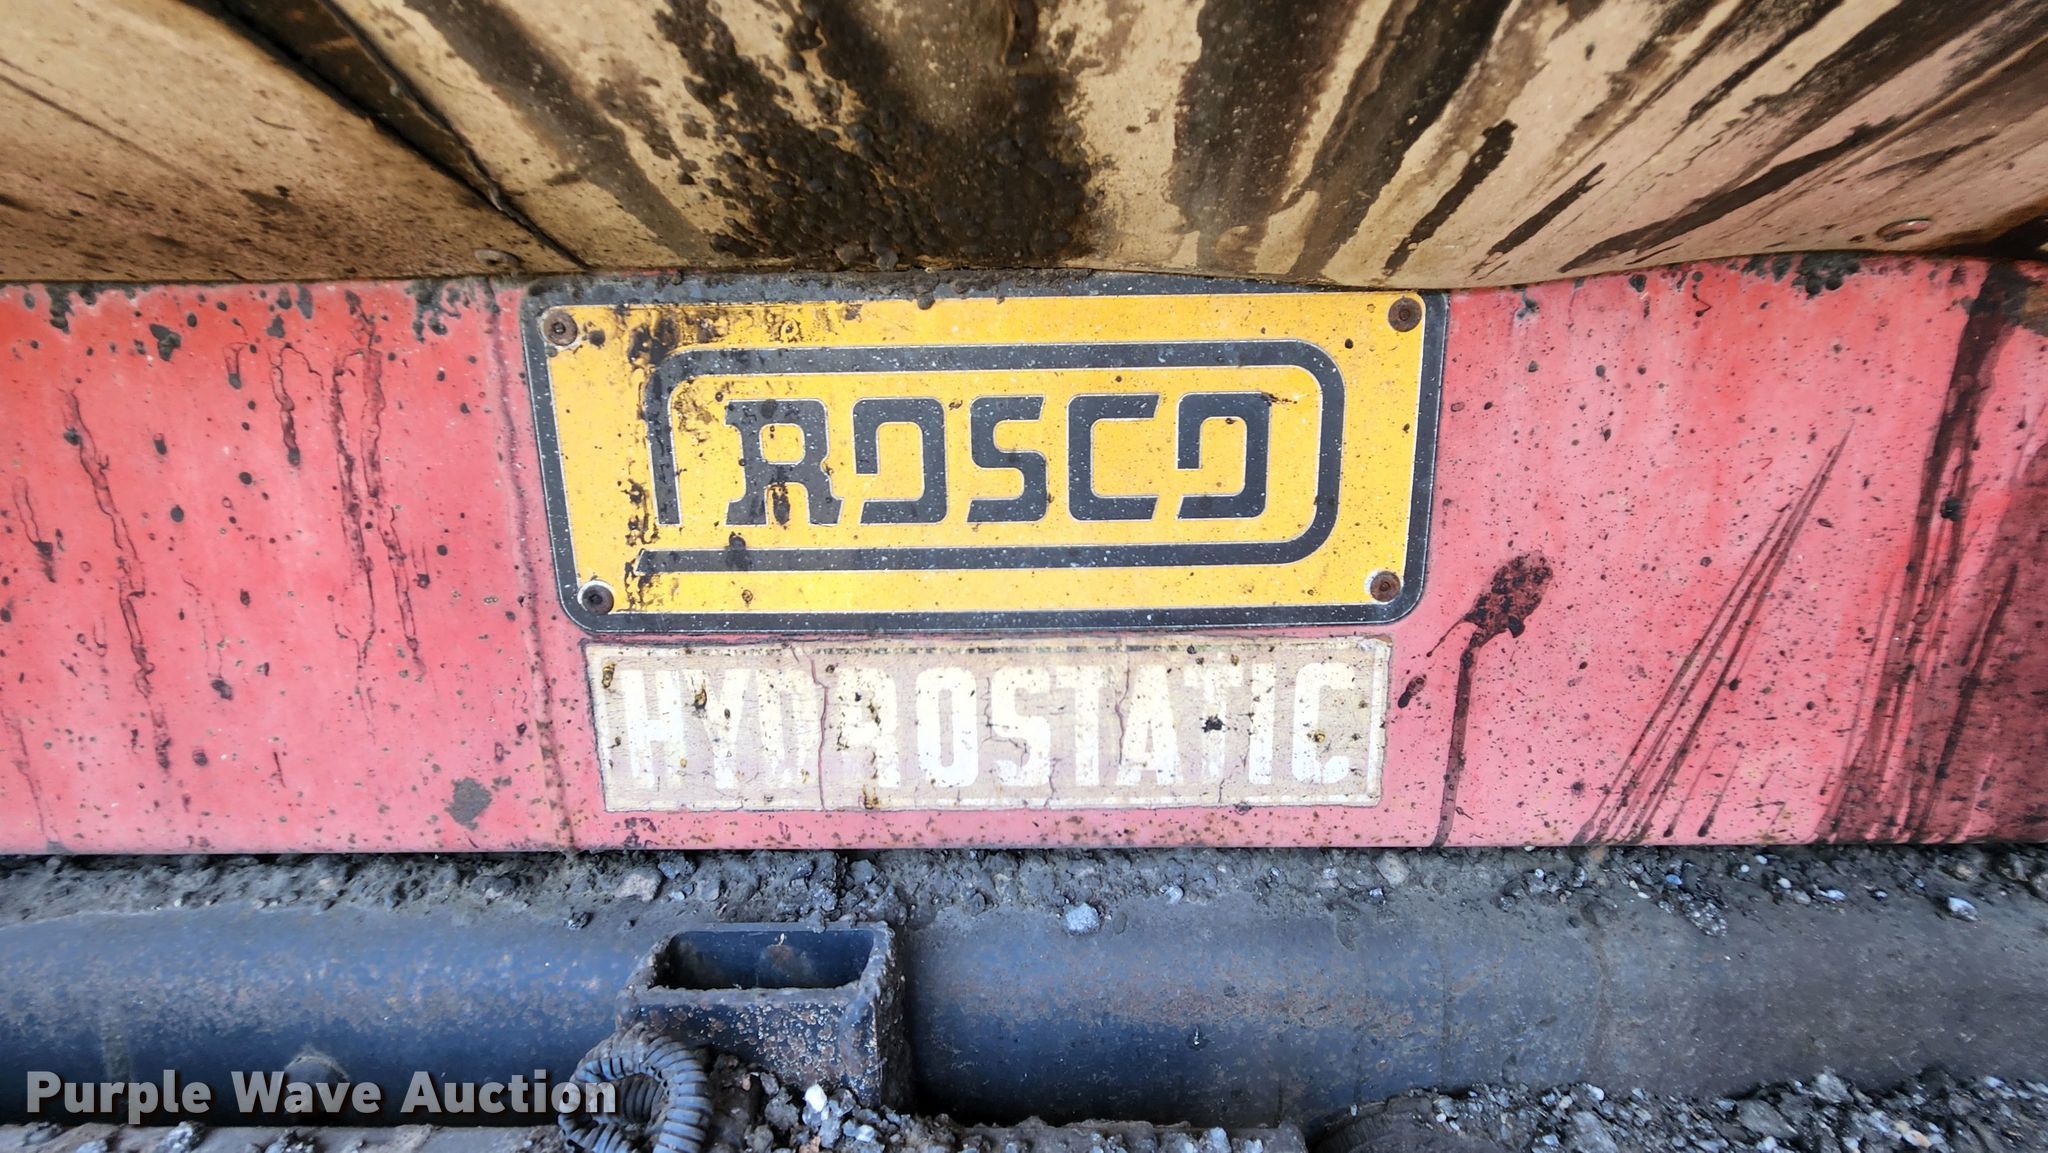 ROSCO
HYDROSTATIC
Purple Wave Auction